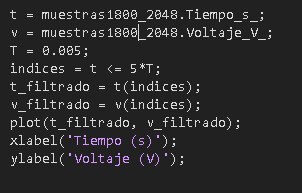 t = muestras1800_2048.Tiempo_s_;
v = muestras1800_2048.Voltaje_V_;
T = 0.005;
indices = t <= 5*T;
t_filtrado = t(indices);
v_filtrado = v(indices);
plot(t_filtrado, v_filtrado);
xlabel('Tiempo (s)');
ylabel('Voltaje (V)');